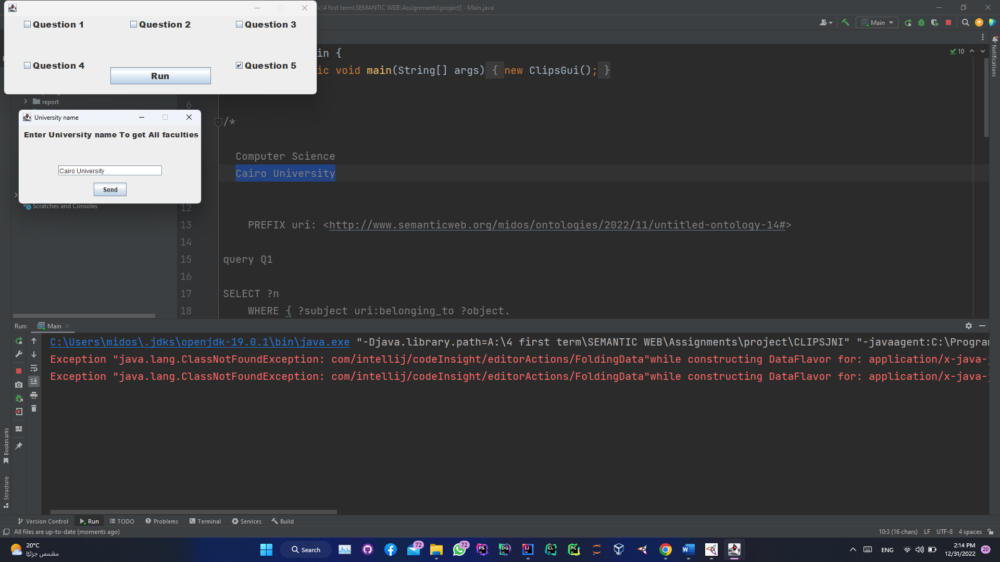 A:\4 first term\SEMANTIC WEB\Assignments\project] - Main.java
Question 1
Question 2
Question 3
Question 4
Question 5
Run
Main
report
University name
Enter University name To get All faculties
Cairo University
Send
Scratches and Consoles
in {
ic void main(String[] args) { new ClipsGui(); }
10
6
/*
Computer Science
Cairo University
12
13 PREFIX uri: <http://www.semanticweb.org/midos/ontologies/2022/11/untitled-ontology-14#>
14
15 query Q1
16
17 SELECT ?n
18 WHERE { ?subject uri:belonging_to ?object.
Notifications
Run: Main
C:\Users\midos\.jdks\openjdk-19.0.1\bin\java.exe "-Djava.library.path=A:\4 first term\SEMANTIC WEB\Assignments\project\CLIPSJNI" "-javaagent:C:\Program
Exception "java.lang.ClassNotFoundException: com/intellij/codeInsight/editorActions/FoldingData"while constructing DataFlavor for: application/x-java-
Exception "java.lang.ClassNotFoundException: com/intellij/codeInsight/editorActions/FoldingData"while constructing DataFlavor for: application/x-java-
Bookmarks
Structure
Version Control Run TODO Problems Terminal Services Build
All files are up-to-date (moments ago)
10:3 (16 chars) LF UTF-8 4 spaces
20°C
مشمس جزئيًا
Search
72
72
PS
DG
IJ
CL
PC
W
ENG
2:14 PM
12/31/2022
20